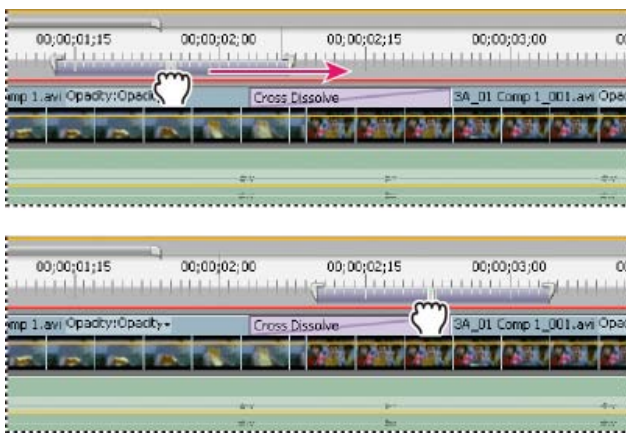 00;00;01;15 00;00;02;00 00;00;02;15 00;00;03;00
mp 1.avi Opacity:Opacit Cross Dissolve 3A_01 Comp 1_001.avi Opa
00;00;01;15 00;00;02;00 00;00;02;15 00;00;03;00
mp 1.avi Opacity:Opacity Cross Dissolve 3A_01 Comp 1_001.avi Opa